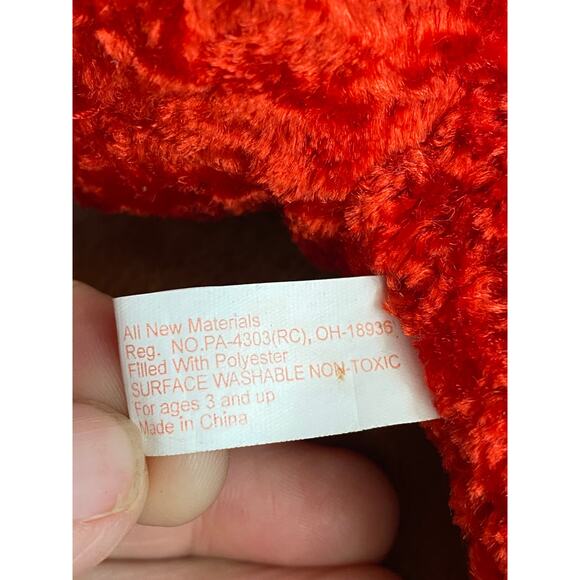 All New Materials
Reg. NO.PA-4303(RC), OH-18936
Filled With Polyester
SURFACE WASHABLE NON-TOXIC
For ages 3 and up
Made in China